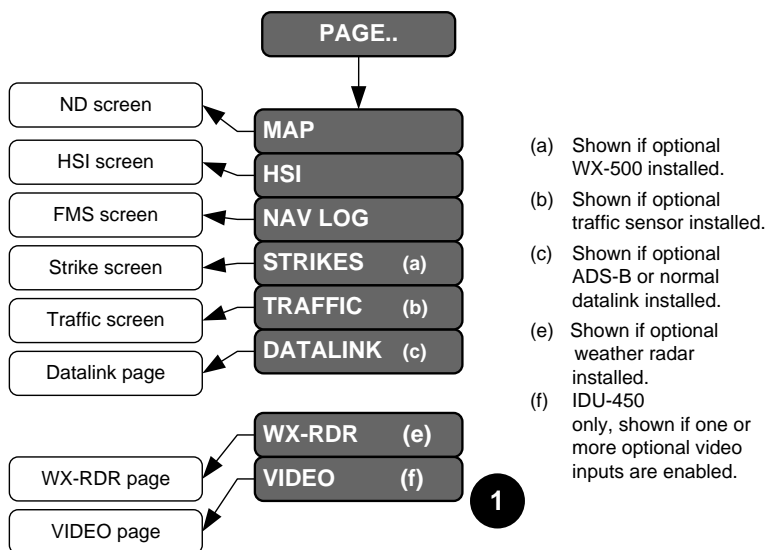 PAGE..
ND screen
MAP
HSI screen
HSI
FMS screen
NAV LOG
Strike screen
STRIKES (a)
Traffic screen
TRAFFIC (b)
Datalink page
DATALINK (c)
WX-RDR page
WX-RDR (e)
VIDEO page
VIDEO (f)
1
(a) Shown if optional
WX-500 installed.
(b) Shown if optional
traffic sensor installed.
(c) Shown if optional
ADS-B or normal
datalink installed.
(e) Shown if optional
weather radar
installed.
(f) IDU-450
only, shown if one or
more optional video
inputs are enabled.